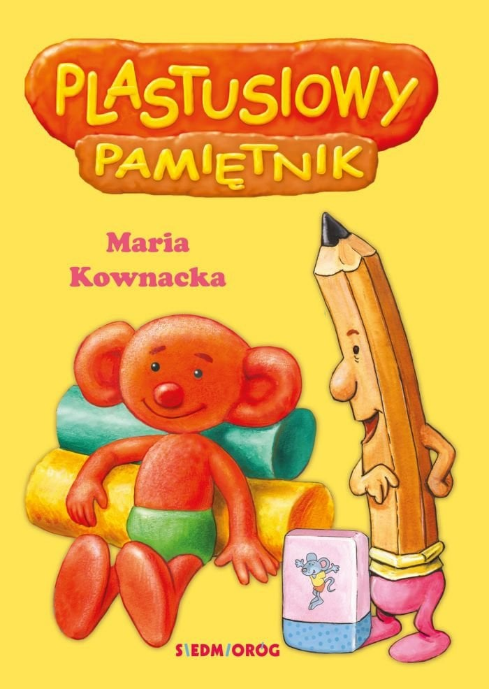 PLASTUSIOWY
PAMIĘTNIK
Maria
Kownacka
SIEDMIORÓG